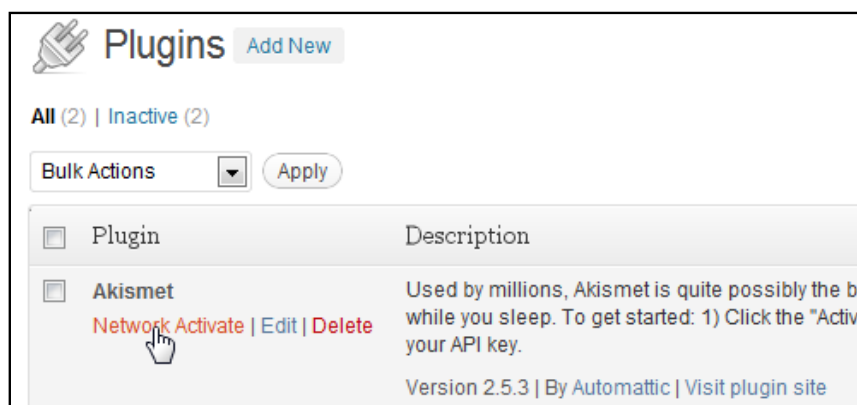 Plugins Add New
All (2) | Inactive (2)
Bulk Actions Apply
Plugin Description
Akismet
Network Activate | Edit | Delete
Used by millions, Akismet is quite possibly the
while you sleep. To get started: 1) Click the
your API key.
Version 2.5.3 | By Automattic | Visit plugin site